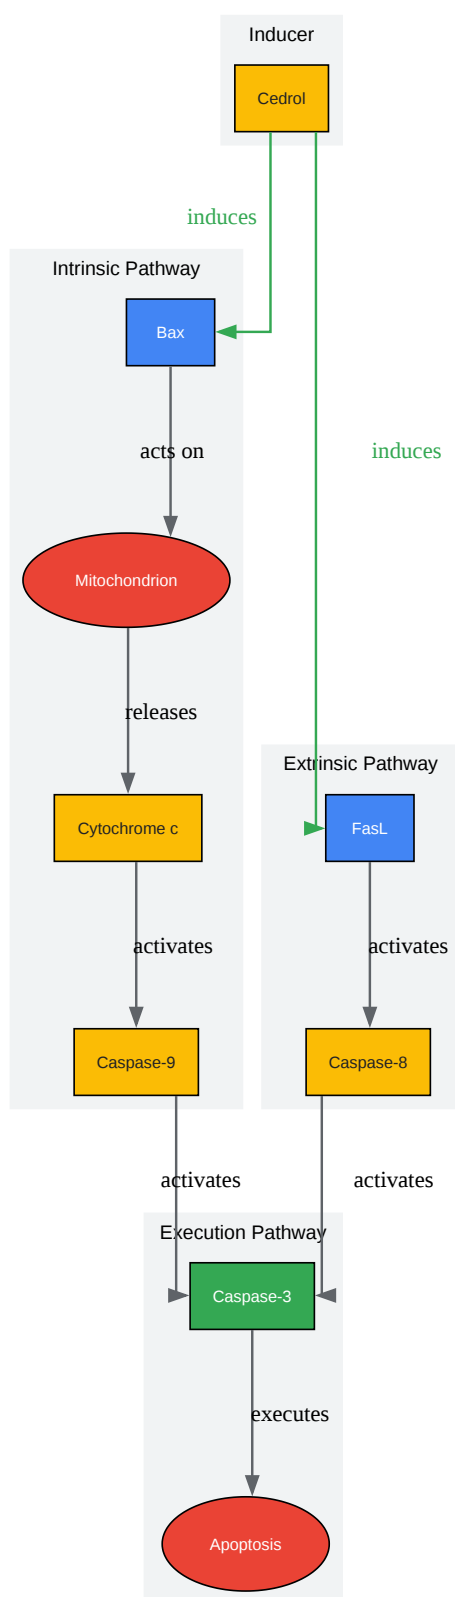 Inducer
Cedrol
induces
Intrinsic Pathway
Bax
acts on
induces
Mitochondrion
releases
Extrinsic Pathway
Cytochrome c
FasL
activates
activates
Caspase-9
Caspase-8
activates
activates
Execution Pathway
Caspase-3
executes
Apoptosis